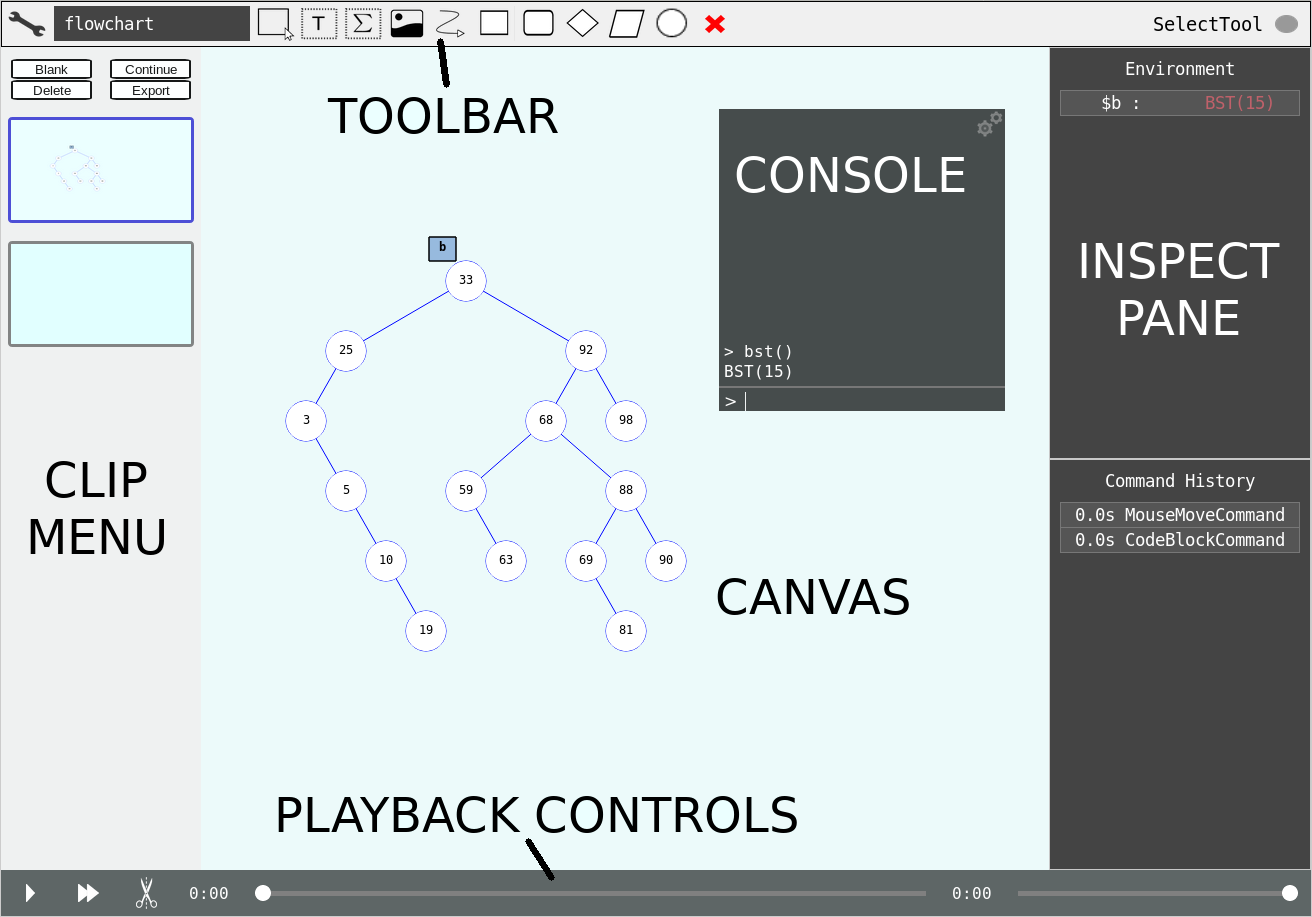 flowchart
T
Σ
SelectTool
Blank
Continue
Delete
Export
TOOLBAR
CONSOLE
> bst()
BST(15)
>
Environment
$b : BST(15)
INSPECT
PANE
Command History
0.0s MouseMoveCommand
0.0s CodeBlockCommand
b
33
25
92
3
68
98
5
59
88
10
63
69
90
19
81
CLIP
MENU
CANVAS
PLAYBACK CONTROLS
0:00
0:00